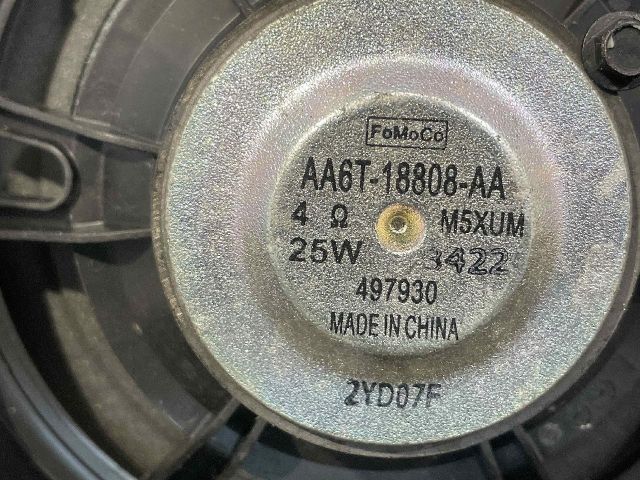 FoMoCo
AA6T-18808-AA
4 Ω M5XUM
25W 3422
497930
MADE IN CHINA
2YD07F